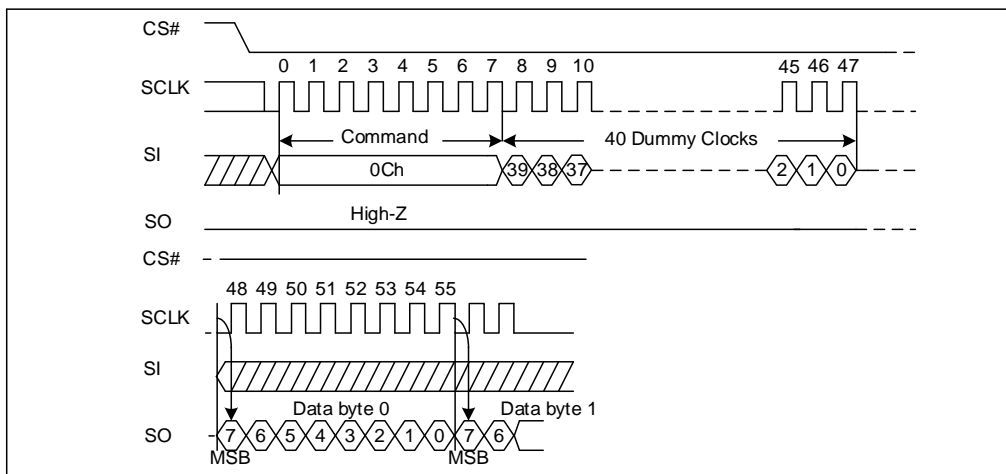 CS#
0 1 2 3 4 5 6 7 8 9 10 45 46 47
SCLK
Command 40 Dummy Clocks
SI
0Ch 39 38 37 2 1 0
High-Z
SO
CS#
48 49 50 51 52 53 54 55
SCLK
SI
Data byte 0 Data byte 1
SO 7 6 5 4 3 2 1 0 7 6
MSB MSB